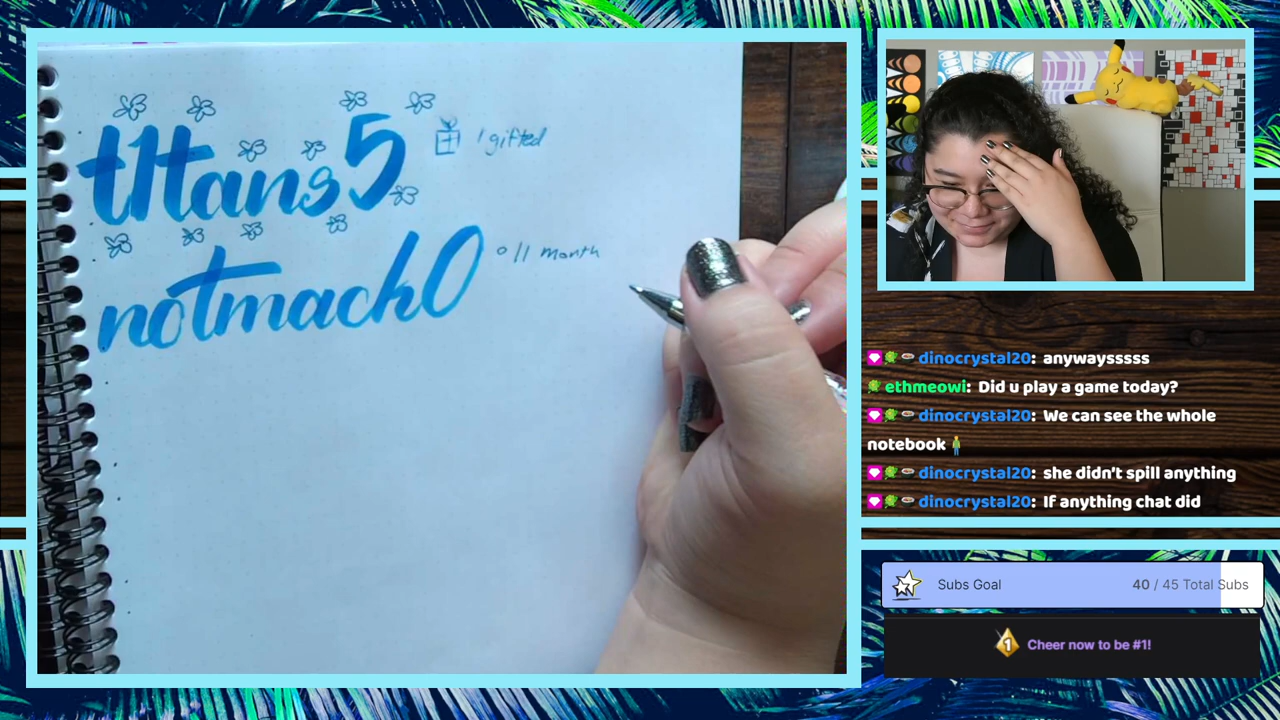 t1tans5
1 gifted
notmach0
11 month
dinocrystal20: anywaysssss
ethmeowi: Did u play a game today?
dinocrystal20: We can see the whole
notebook
dinocrystal20: she didn't spill anything
dinocrystal20: If anything chat did
Subs Goal 40 / 45 Total Subs
1 Cheer now to be #1!